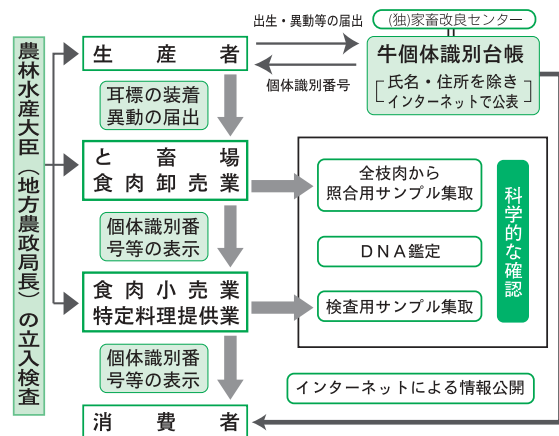 農林水産大臣（地方農政局長）の立入検査
生産者
出生・異動等の届出
個体識別番号
(独)家畜改良センター
牛個体識別台帳
氏名・住所を除き
インターネットで公表
耳標の装着
異動の届出
と畜場
食肉卸売業
全枝肉から
照合用サンプル集取
科学的な確認
個体識別番
号等の表示
DNA鑑定
食肉小売業
特定料理提供業
検査用サンプル集取
個体識別番
号等の表示
インターネットによる情報公開
消費者